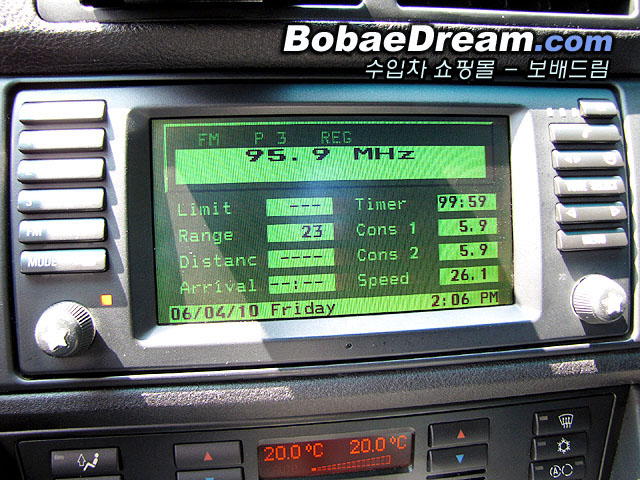 BobaeDream.com
수입차 쇼핑몰 - 보배드림
FM P 3 REG
95.9 MHz
Limit --- Timer 99:59
Range 23 Cons 1 5.9
Distanc ---- Cons 2 5.9
Arrival --:-- Speed 26.1
06/04/10 Friday 2:06 PM
FM
MODE
MENU
20.0°C 20.0°C